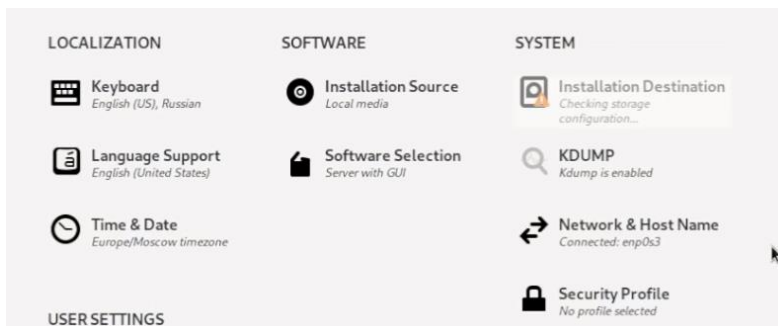 LOCALIZATION
Keyboard
English (US), Russian
Language Support
English (United States)
Time & Date
Europe/Moscow timezone
USER SETTINGS
SOFTWARE
Installation Source
Local media
Software Selection
Server with GUI
SYSTEM
Installation Destination
Checking storage
configuration...
KDUMP
Kdump is enabled
Network & Host Name
Connected: enp0s3
Security Profile
No profile selected